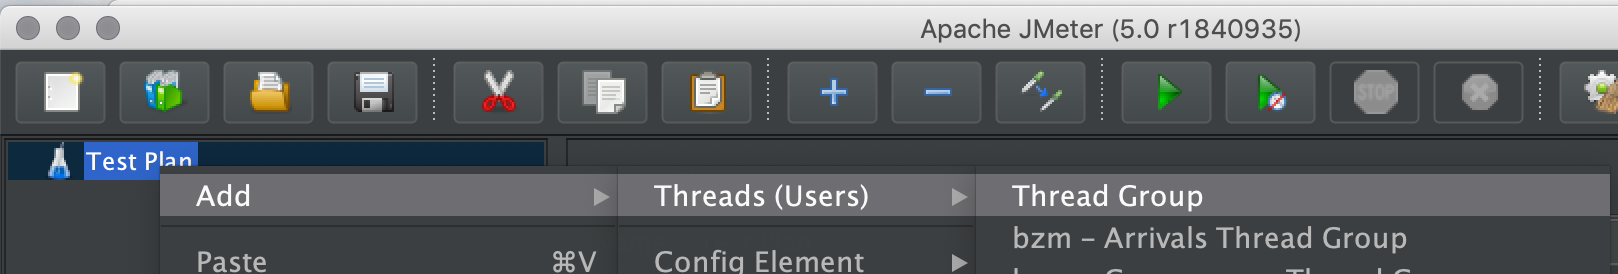 Apache JMeter (5.0 r1840935)
STOP
Test Plan
Add
Threads (Users)
Thread Group
bzm - Arrivals Thread Group
Paste
⌘V
Config Element